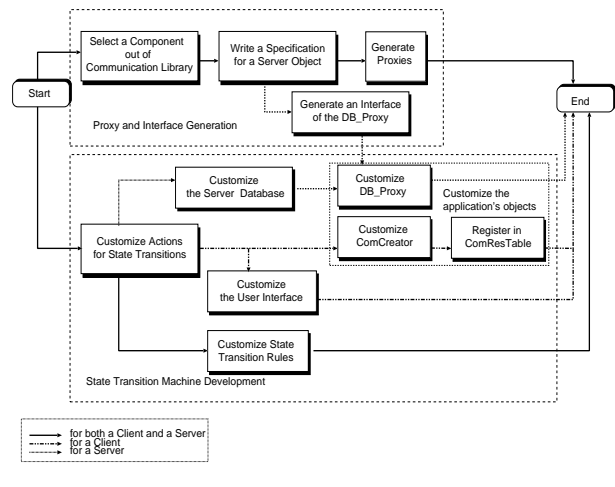 Select a Component
out of
Communication Library
Write a Specification
for a Server Object
Generate
Proxies
Start
End
Generate an Interface
of the DB_Proxy
Proxy and Interface Generation
Customize
the Server Database
Customize
DB_Proxy
Customize the
application's objects
Customize Actions
for State Transitions
Customize
ComCreator
Register in
ComResTable
Customize
the User Interface
Customize State
Transition Rules
State Transition Machine Development
for both a Client and a Server
for a Client
for a Server